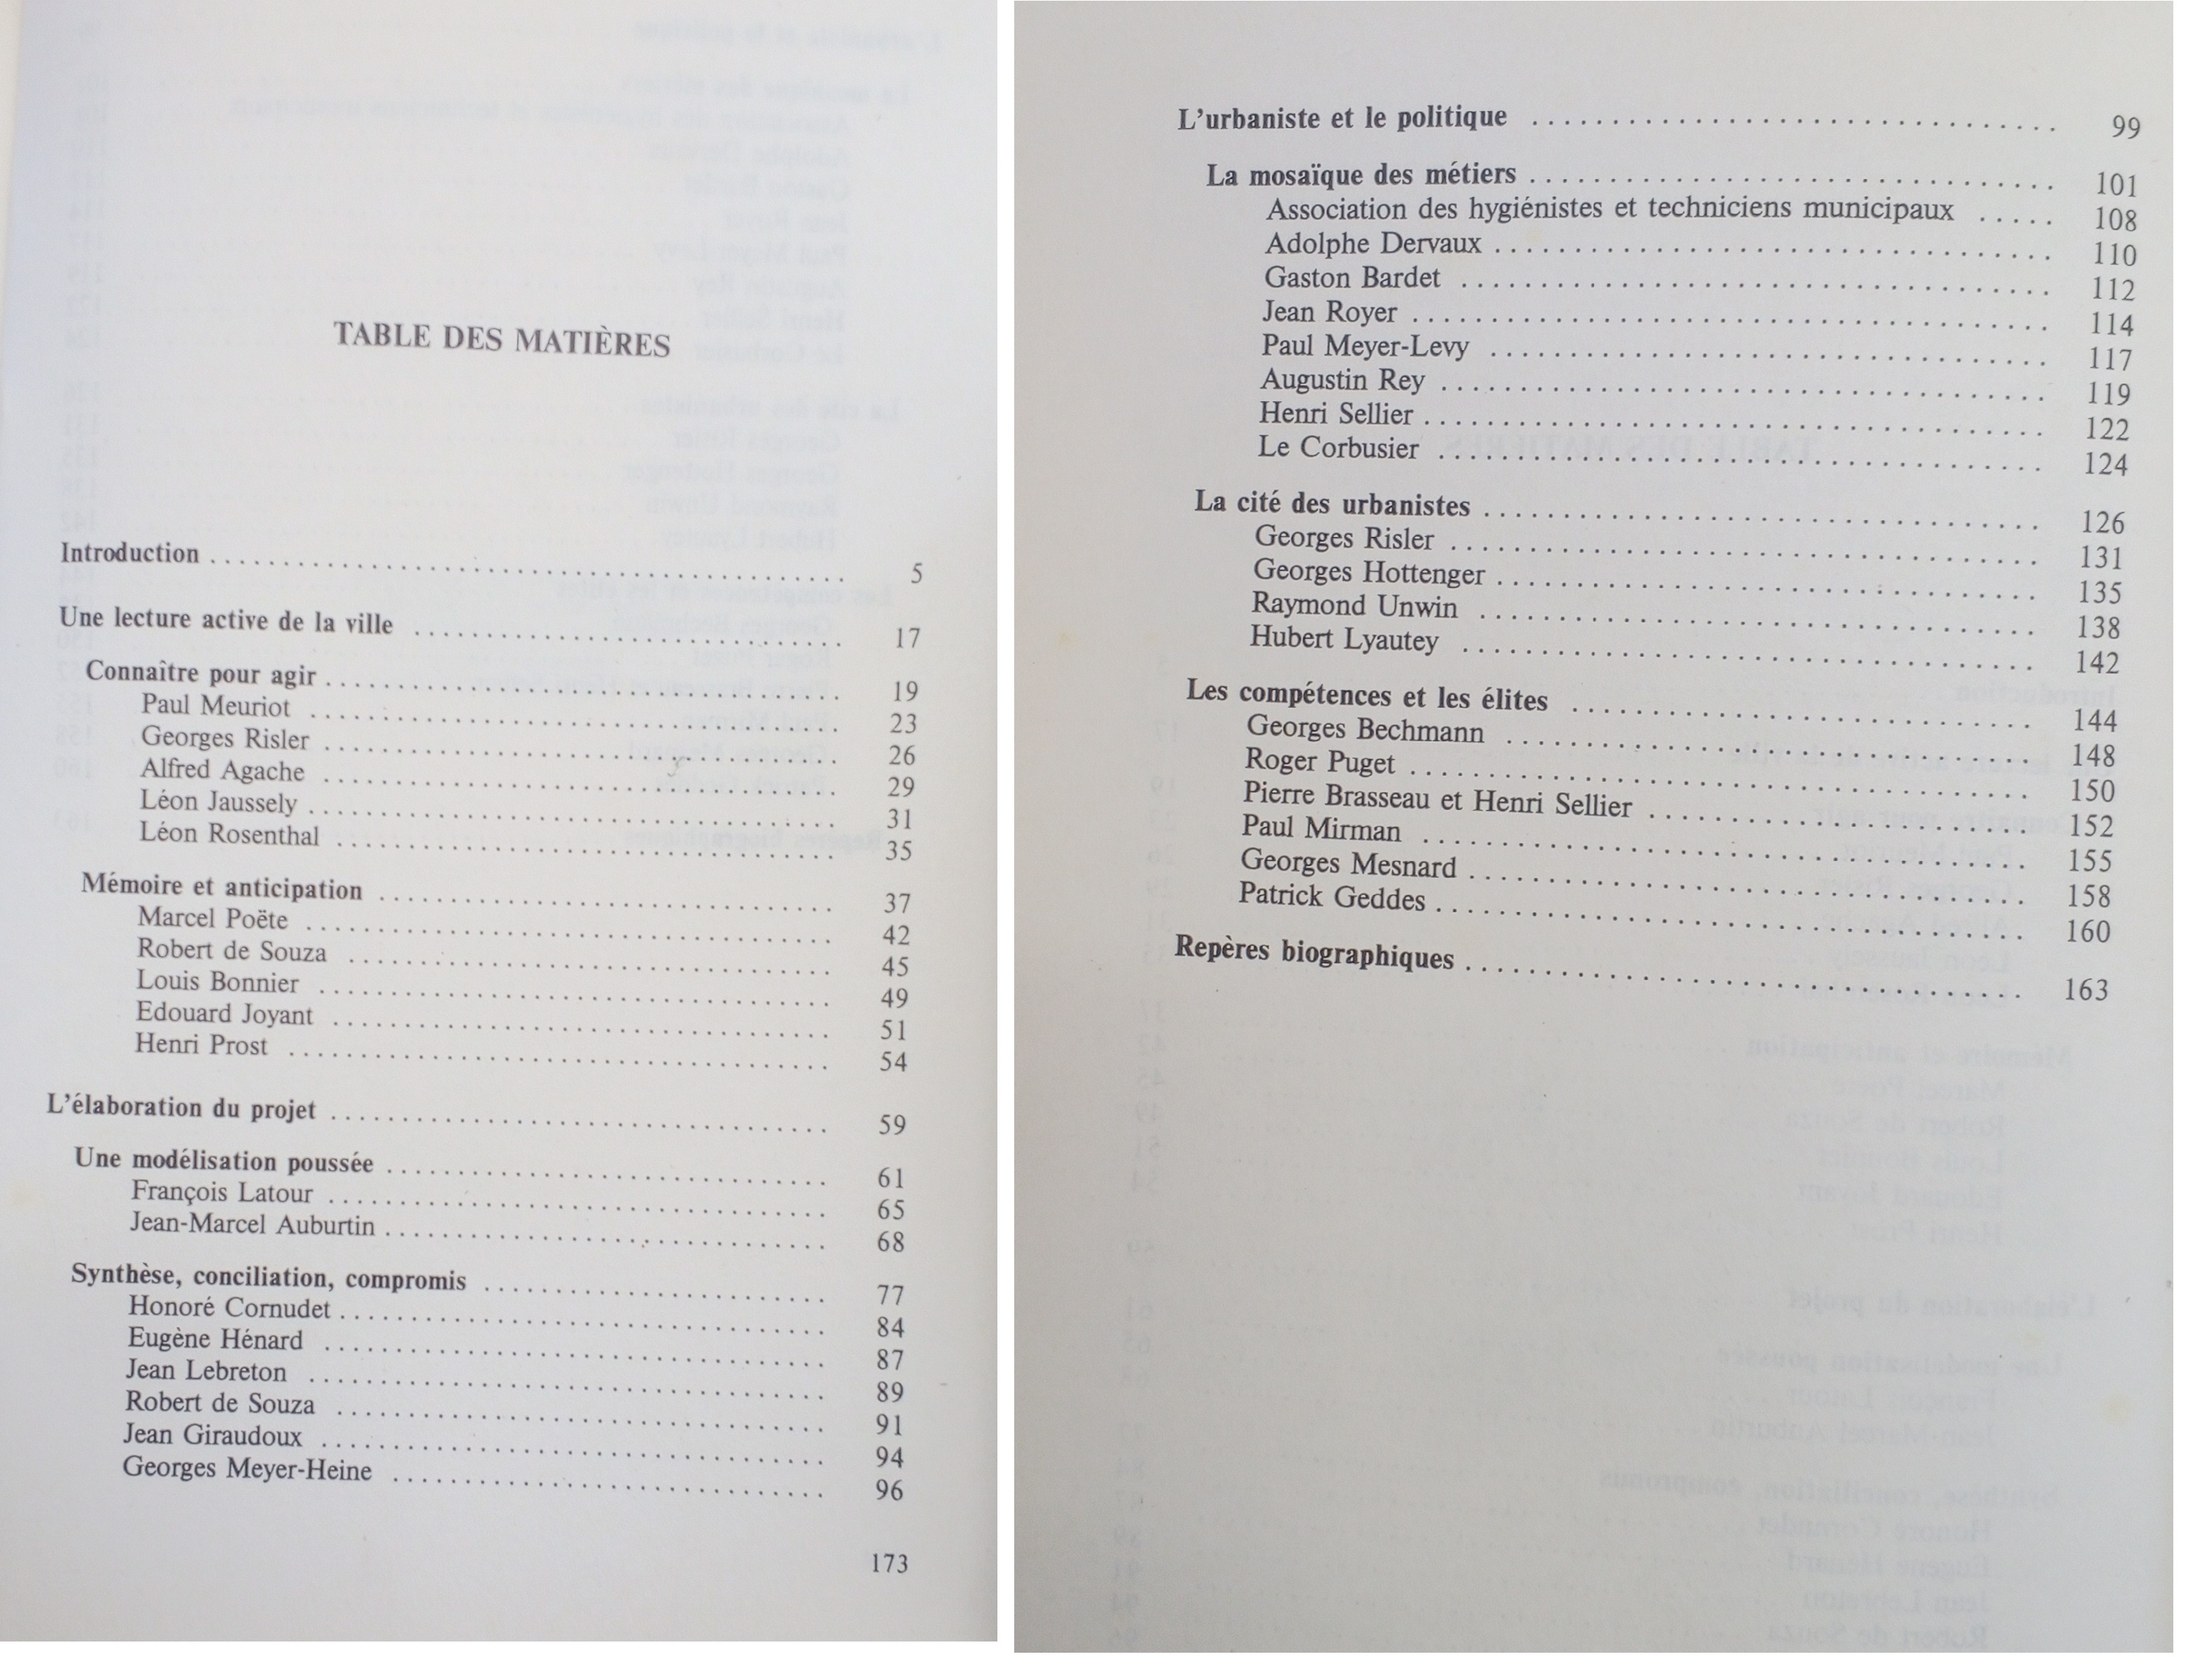 TABLE DES MATIÈRES
Introduction 5
Une lecture active de la ville 17
Connaître pour agir 19
Paul Meuriot 23
Georges Risler 26
Alfred Agache 29
Léon Jaussely 31
Léon Rosenthal 35
Mémoire et anticipation 37
Marcel Poëte 42
Robert de Souza 45
Louis Bonnier 49
Edouard Joyant 51
Henri Prost 54
L'élaboration du projet 59
Une modélisation poussée 61
François Latour 65
Jean-Marcel Auburtin 68
Synthèse, conciliation, compromis 77
Honoré Cornudet 84
Eugène Hénard 87
Jean Lebreton 89
Robert de Souza 91
Jean Giraudoux 94
Georges Meyer-Heine 96
173
L'urbaniste et le politique 99
La mosaïque des métiers 101
Association des hygiénistes et techniciens municipaux 108
Adolphe Dervaux 110
Gaston Bardet 112
Jean Royer 114
Paul Meyer-Levy 117
Augustin Rey 119
Henri Sellier 122
Le Corbusier 124
La cité des urbanistes 126
Georges Risler 131
Georges Hottenger 135
Raymond Unwin 138
Hubert Lyautey 142
Les compétences et les élites 144
Georges Bechmann 148
Roger Puget 150
Pierre Brasseau et Henri Sellier 152
Paul Mirman 155
Georges Mesnard 158
Patrick Geddes 160
Repères biographiques 163